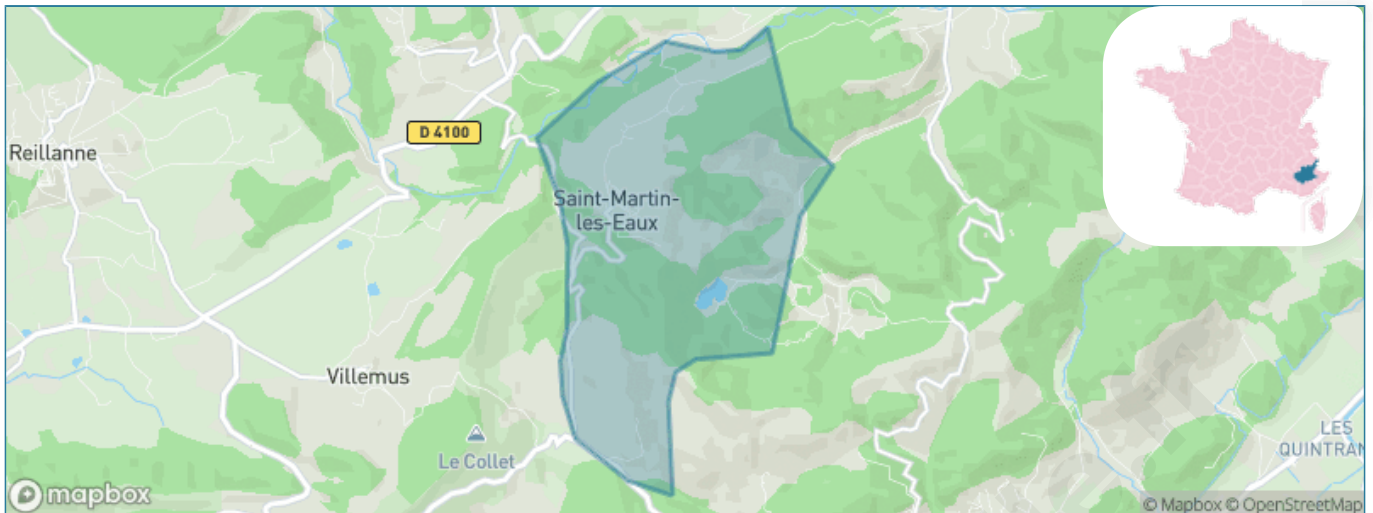 D 4100
Reillanne
Saint-Martin-
les-Eaux
Villemus
Le Collet
LES
QUINTRAN
mapbox
© Mapbox © OpenStreetMap